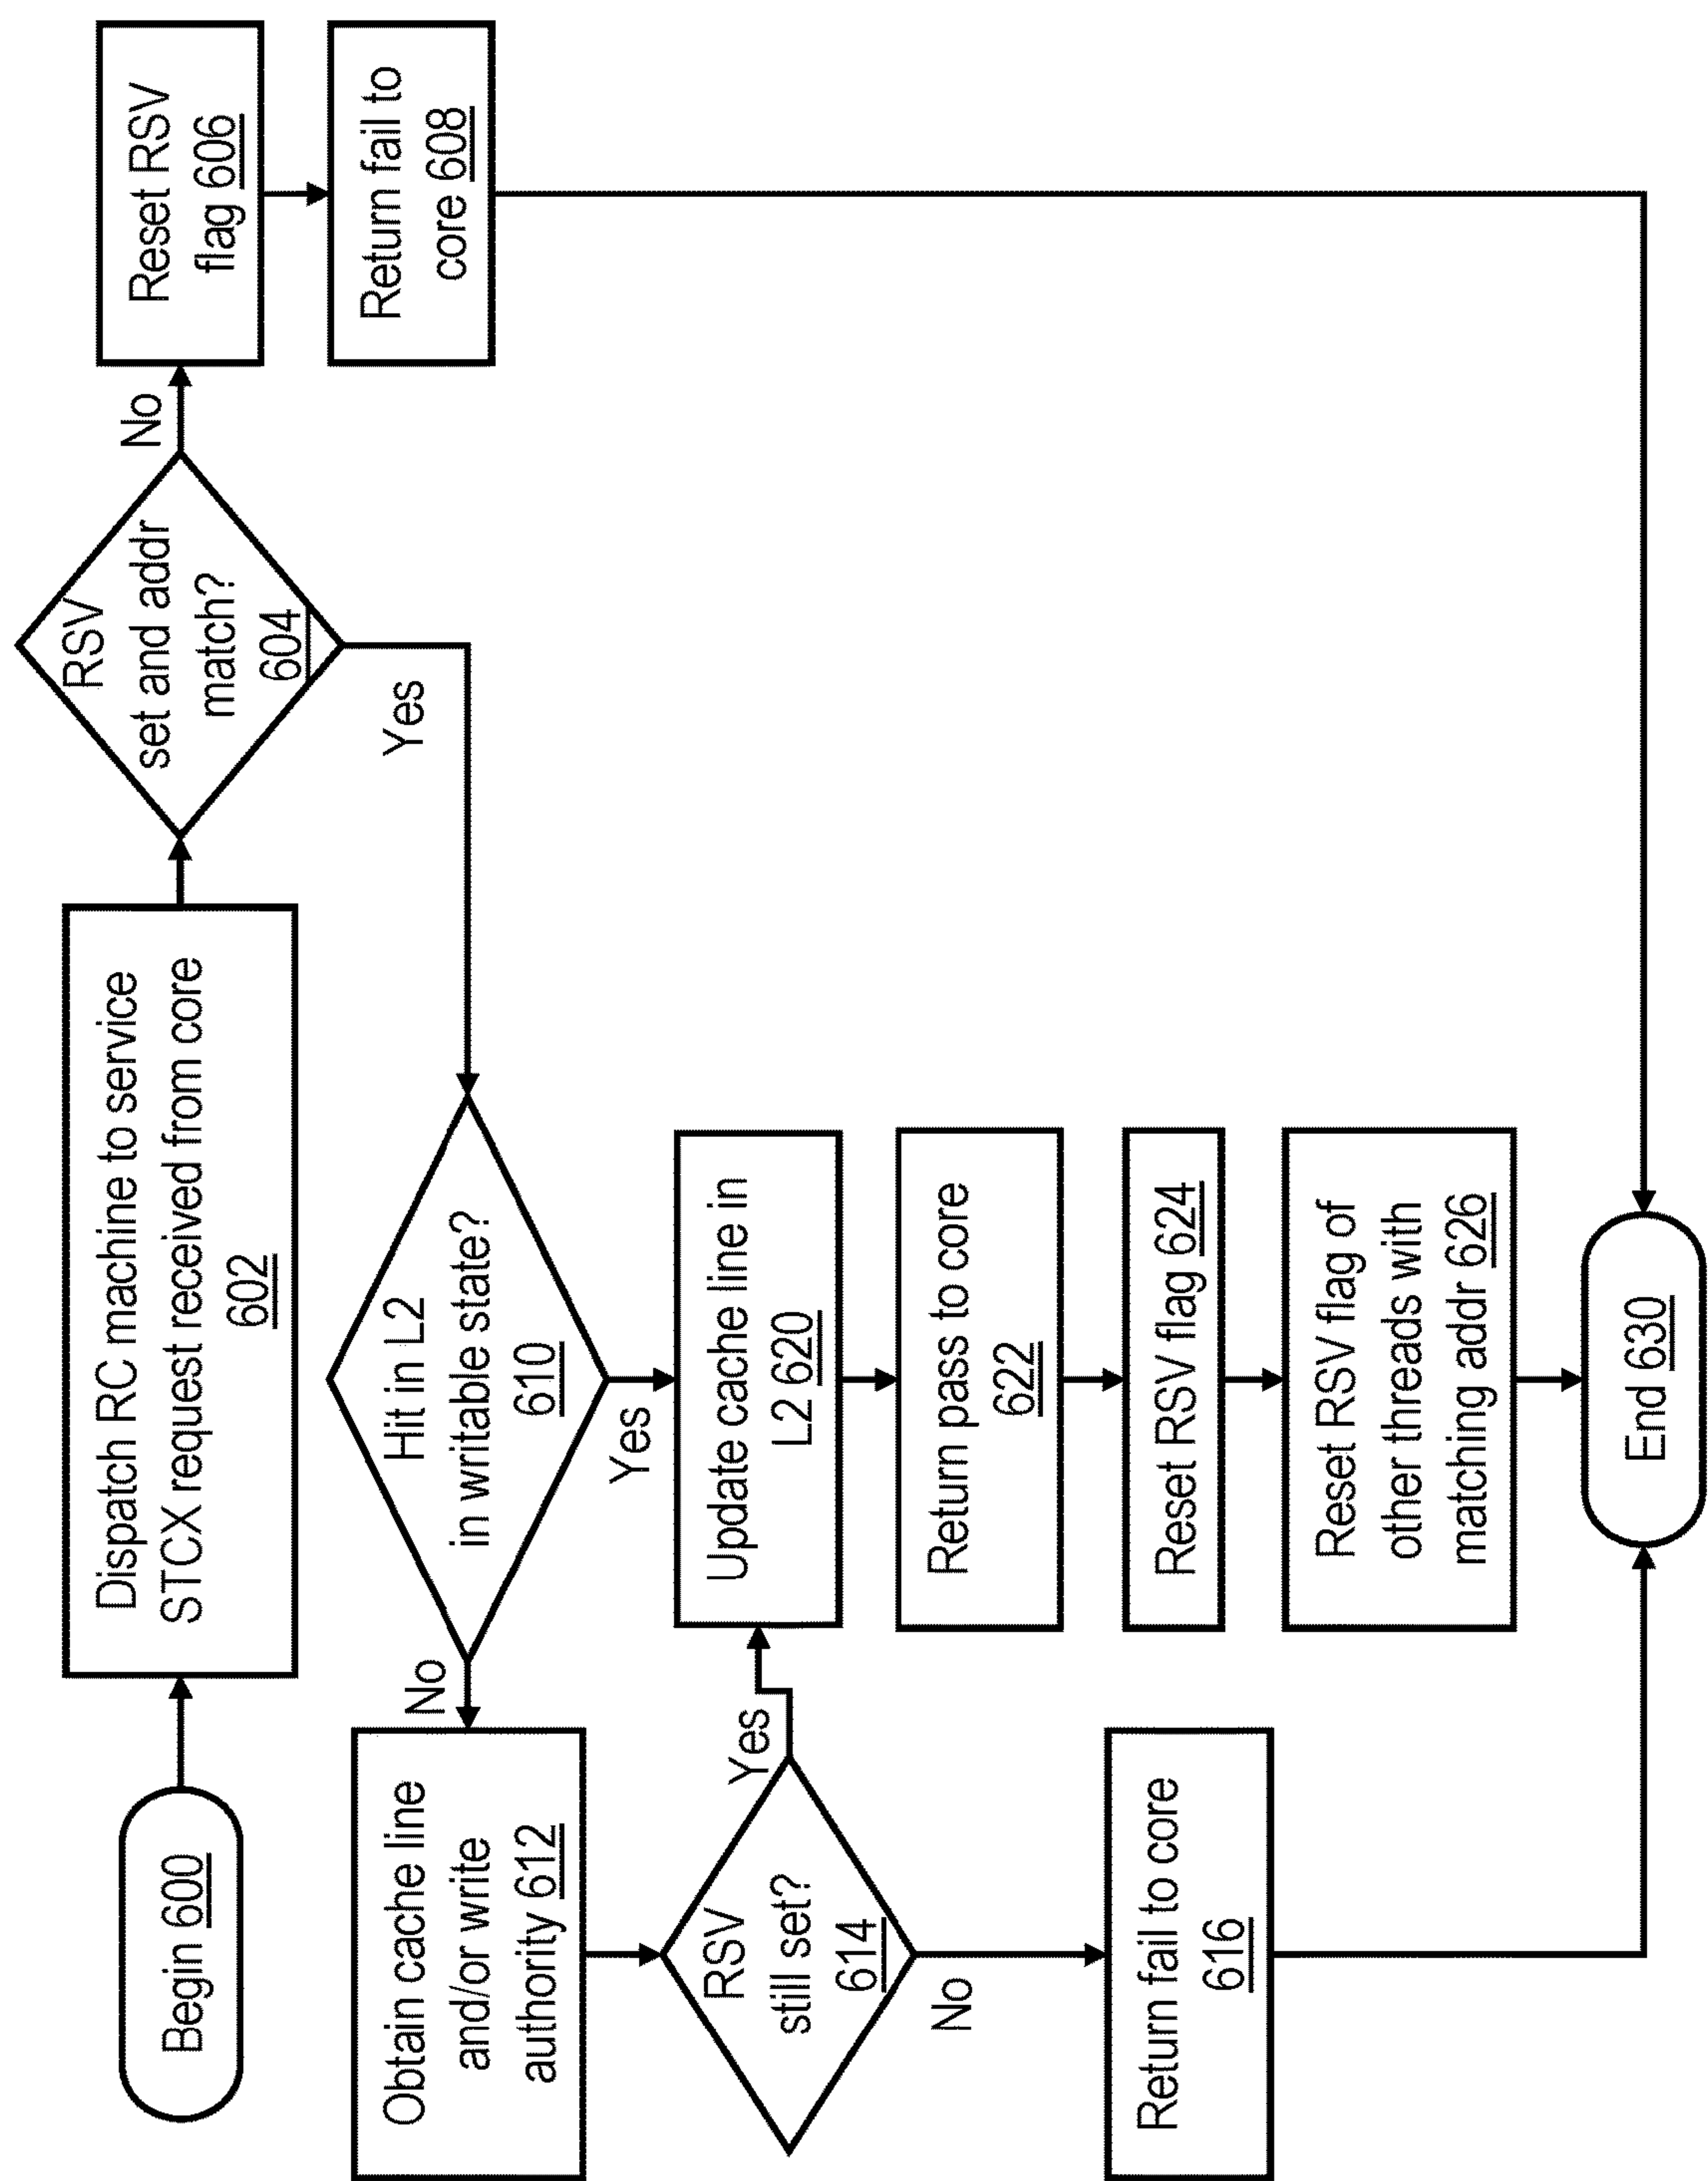 Begin 600
Dispatch RC machine to service
STCX request received from core
602
RSV
set and addr
match?
604
No
Reset RSV
flag 606
Return fail to
core 608
Yes
Hit in L2
in writable state?
610
No
Obtain cache line
and/or write
authority 612
RSV
still set?
614
Yes
No
Return fail to core
616
Yes
Update cache line in
L2 620
Return pass to core
622
Reset RSV flag 624
Reset RSV flag of
other threads with
matching addr 626
End 630